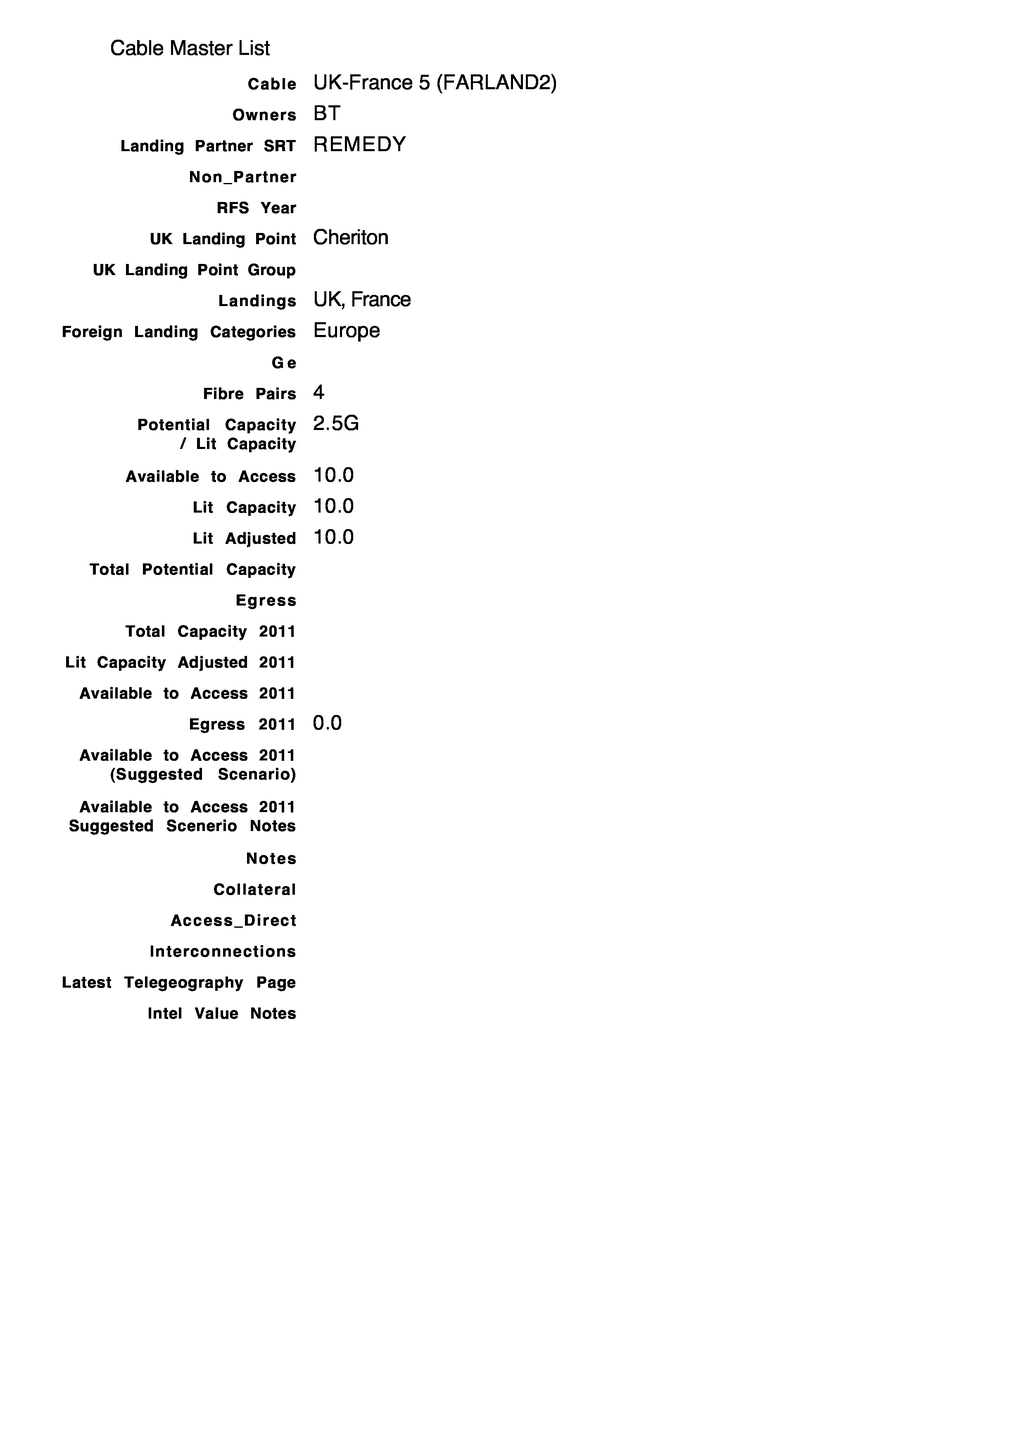 Cable Master List
Cable UK-France 5 (FARLAND2)
Owners BT
Landing Partner SRT REMEDY
Non_Partner
RFS Year
UK Landing Point Cheriton
UK Landing Point Group
Landings UK, France
Foreign Landing Categories Europe
Ge
Fibre Pairs 4
Potential Capacity 2.5G
/ Lit Capacity
Available to Access 10.0
Lit Capacity 10.0
Lit Adjusted 10.0
Total Potential Capacity
Egress
Total Capacity 2011
Lit Capacity Adjusted 2011
Available to Access 2011
Egress 2011 0.0
Available to Access 2011
(Suggested Scenario)
Available to Access 2011
Suggested Scenerio Notes
Notes
Collateral
Access_Direct
Interconnections
Latest Telegeography Page
Intel Value Notes